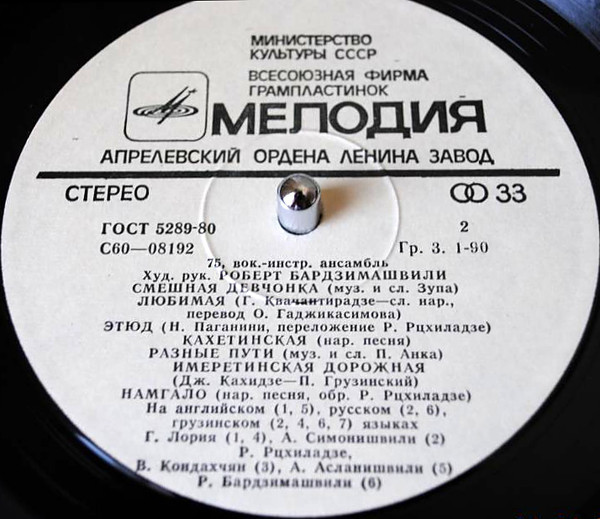 МИНИСТЕРСТВО
КУЛЬТУРЫ СССР
ВСЕСОЮЗНАЯ ФИРМА
ГРАМПЛАСТИНОК
МЕЛОДИЯ
АПРЕЛЕВСКИЙ ОРДЕНА ЛЕНИНА ЗАВОД
СТЕРЕО 33
ГОСТ 5289-80 2
С60—08192 Гр. 3. 1-90
75, вок.-инстр. ансамбль
Худ. рук. РОБЕРТ БАРДЗИМАШВИЛИ
СМЕШНАЯ ДЕВЧОНКА (муз. и сл. Зупа)
ЛЮБИМАЯ (Г. Квачантирадзе—сл. нар.,
перевод О. Гаджикасимова)
ЭТЮД (Н. Паганини, переложение Р. Рцхиладзе)
КАХЕТИНСКАЯ (нар. песня)
РАЗНЫЕ ПУТИ (муз. и сл. П. Анка)
ИМЕРЕТИНСКАЯ ДОРОЖНАЯ
(Дж. Кахидзе—П. Грузинский)
НАМГАЛО (нар. песня, обр. Р. Рцхиладзе)
На английском (1, 5), русском (2, 6),
грузинском (2, 4, 6, 7) языках
Г. Лория (1, 4), А. Симонишвили (2)
Р. Рцхиладзе,
В. Кондахчян (3), А. Асланишвили (5)
Р. Бардзимашвили (6)